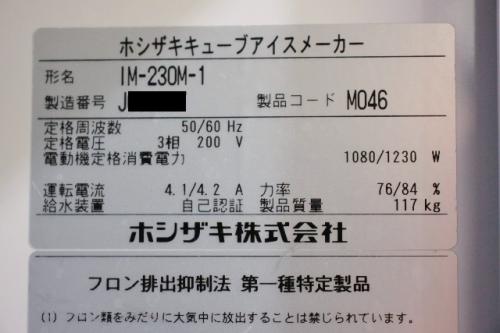 ホシザキキューブアイスメーカー
形名 IM-230M-1
製造番号 J 製品コード M046
定格周波数 50/60 Hz
定格電圧 3相 200 V
電動機定格消費電力 1080/1230 W
運転電流 4.1/4.2 A 力率 76/84 %
給水装置 自己認証 製品質量 117 kg
ホシザキ株式会社
フロン排出抑制法 第一種特定製品
(1) フロン類をみだりに大気中に放出することは禁じられています。